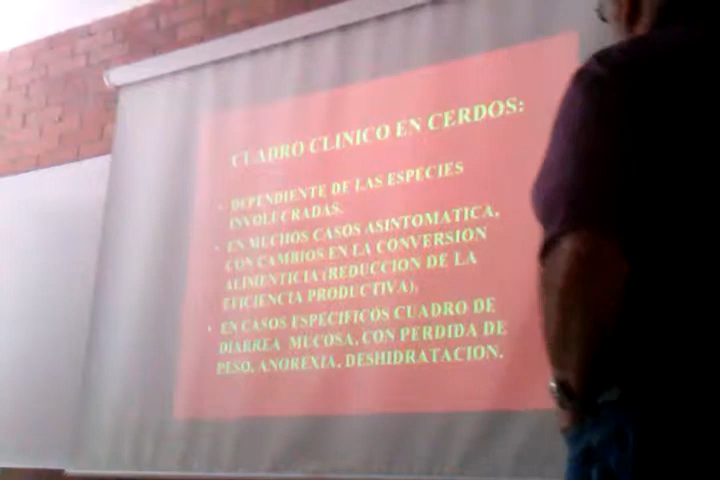 CUADRO CLINICO EN CERDOS:
• DEPENDIENTE DE LAS ESPECIES
INVOLUCRADAS.
• EN MUCHOS CASOS ASINTOMATICA,
CON CAMBIOS EN LA CONVERSION
ALIMENTICIA (REDUCCION DE LA
EFICIENCIA PRODUCTIVA).
• EN CASOS ESPECIFICOS CUADRO DE
DIARREA MUCOSA, CON PERDIDA DE
PESO, ANOREXIA, DESHIDRATACION.